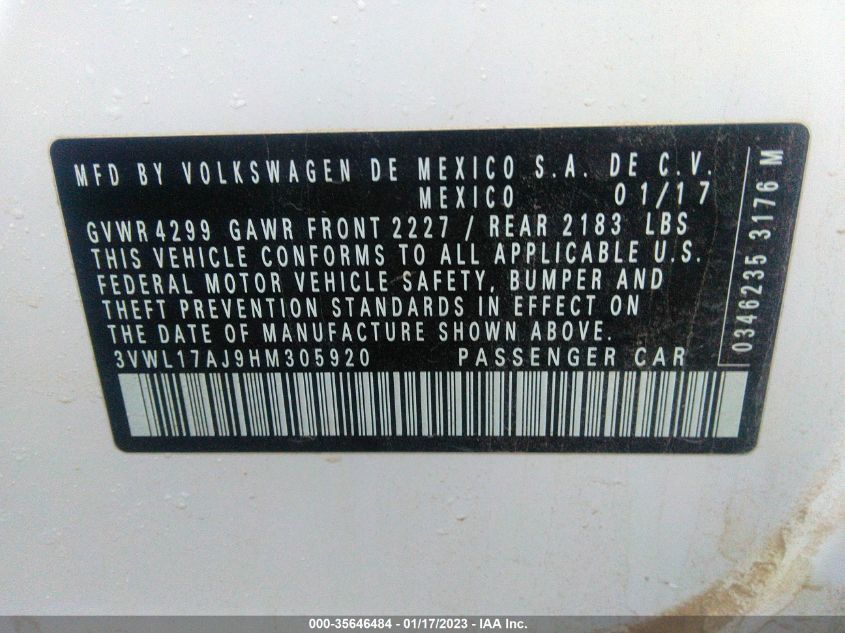 MFD BY VOLKSWAGEN DE MEXICO S.A. DE C.V.
MEXICO 01/17
GVWR 4299 GAWR FRONT 2227 / REAR 2183 LBS
THIS VEHICLE CONFORMS TO ALL APPLICABLE U.S.
FEDERAL MOTOR VEHICLE SAFETY, BUMPER AND
THEFT PREVENTION STANDARDS IN EFFECT ON
THE DATE OF MANUFACTURE SHOWN ABOVE.
3VWL17AJ9HM305920 PASSENGER CAR
0346235 3176 M
000-35646484 - 01/17/2023 - IAA Inc.